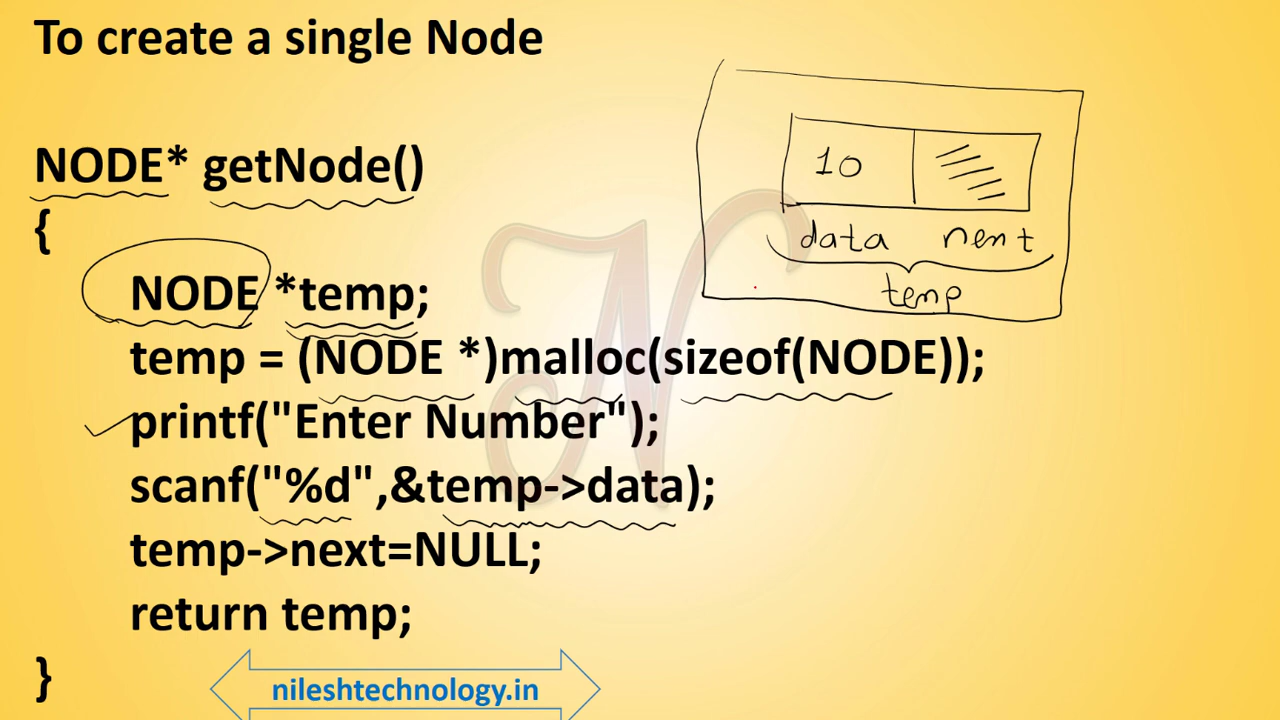 To create a single Node
NODE* getNode()
{
NODE *temp;
temp = (NODE *)malloc(sizeof(NODE));
printf("Enter Number");
scanf("%d",&temp->data);
temp->next=NULL;
return temp;
}
10
data next
temp
N
nileshtechnology.in